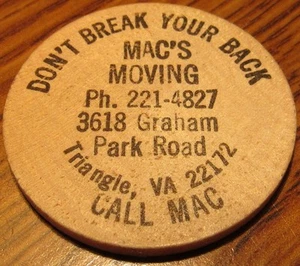 DON'T BREAK YOUR BACK
MAC'S
MOVING
Ph. 221-4827
3618 Graham
Park Road
Triangle, VA 22172
CALL MAC